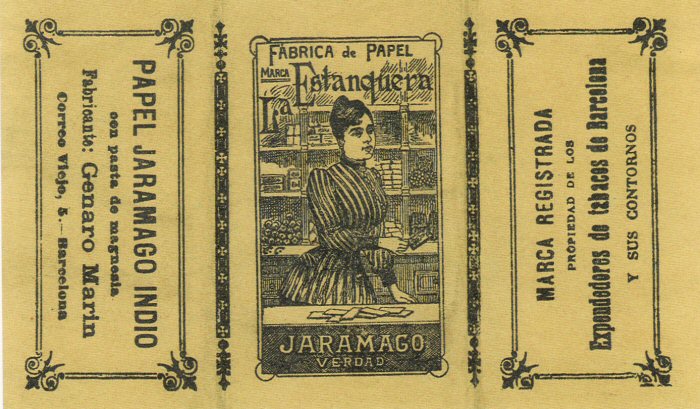 PAPEL JARAMAGO INDIO
con pasta de magnesia
Fabricante: Genaro Marin
Correo Viejo, 5.—Barcelona
FÁBRICA de PAPEL
MARCA
La Estanquera
JARAMAGO
VERDAD
MARCA REGISTRADA
PROPIEDAD DE LOS
Expendedores de tabacos de Barcelona
Y SUS CONTORNOS